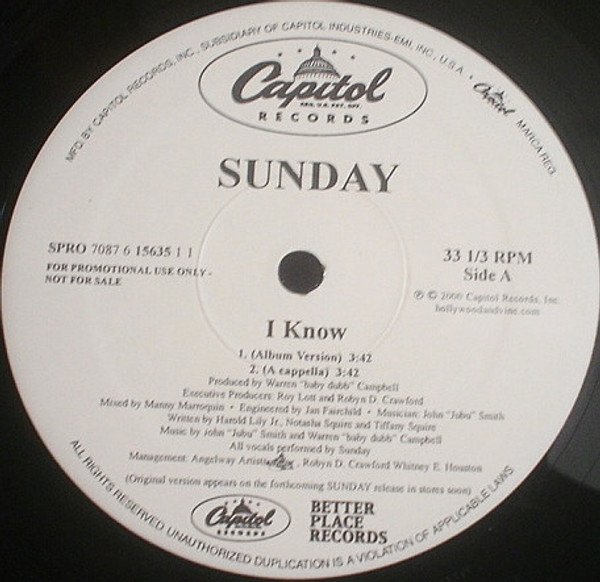 MFD. BY CAPITOL RECORDS, INC., SUBSIDIARY OF CAPITOL INDUSTRIES-EMI, INC., U.S.A. • Capitol MARCA REG.
Capitol
REG. U.S. PAT. OFF.
RECORDS
SUNDAY
SPRO 7087 6 15635 1 1
FOR PROMOTIONAL USE ONLY -
NOT FOR SALE
33 1/3 RPM
Side A
℗ © 2000 Capitol Records, Inc.
hollywoodandvine.com
I Know
1. (Album Version) 3:42
2. (A cappella) 3:42
Produced by Warren "baby dubb" Campbell
Executive Producers: Roy Lott and Robyn D. Crawford
Mixed by Manny Marroquin • Engineered by Jan Fairchild • Musician: John "Jubu" Smith
Written by Harold Lily Jr., Natasha Squire and Tiffany Squire
Music by John "Jubu" Smith and Warren "baby dubb" Campbell
All vocals performed by Sunday
Management: Angelway , Robyn D. Crawford Whitney E. Houston
(Original version appears on the forthcoming SUNDAY release in stores soon)
Capitol
RECORDS
BETTER
PLACE
RECORDS
ALL RIGHTS RESERVED. UNAUTHORIZED DUPLICATION IS A VIOLATION OF APPLICABLE LAWS